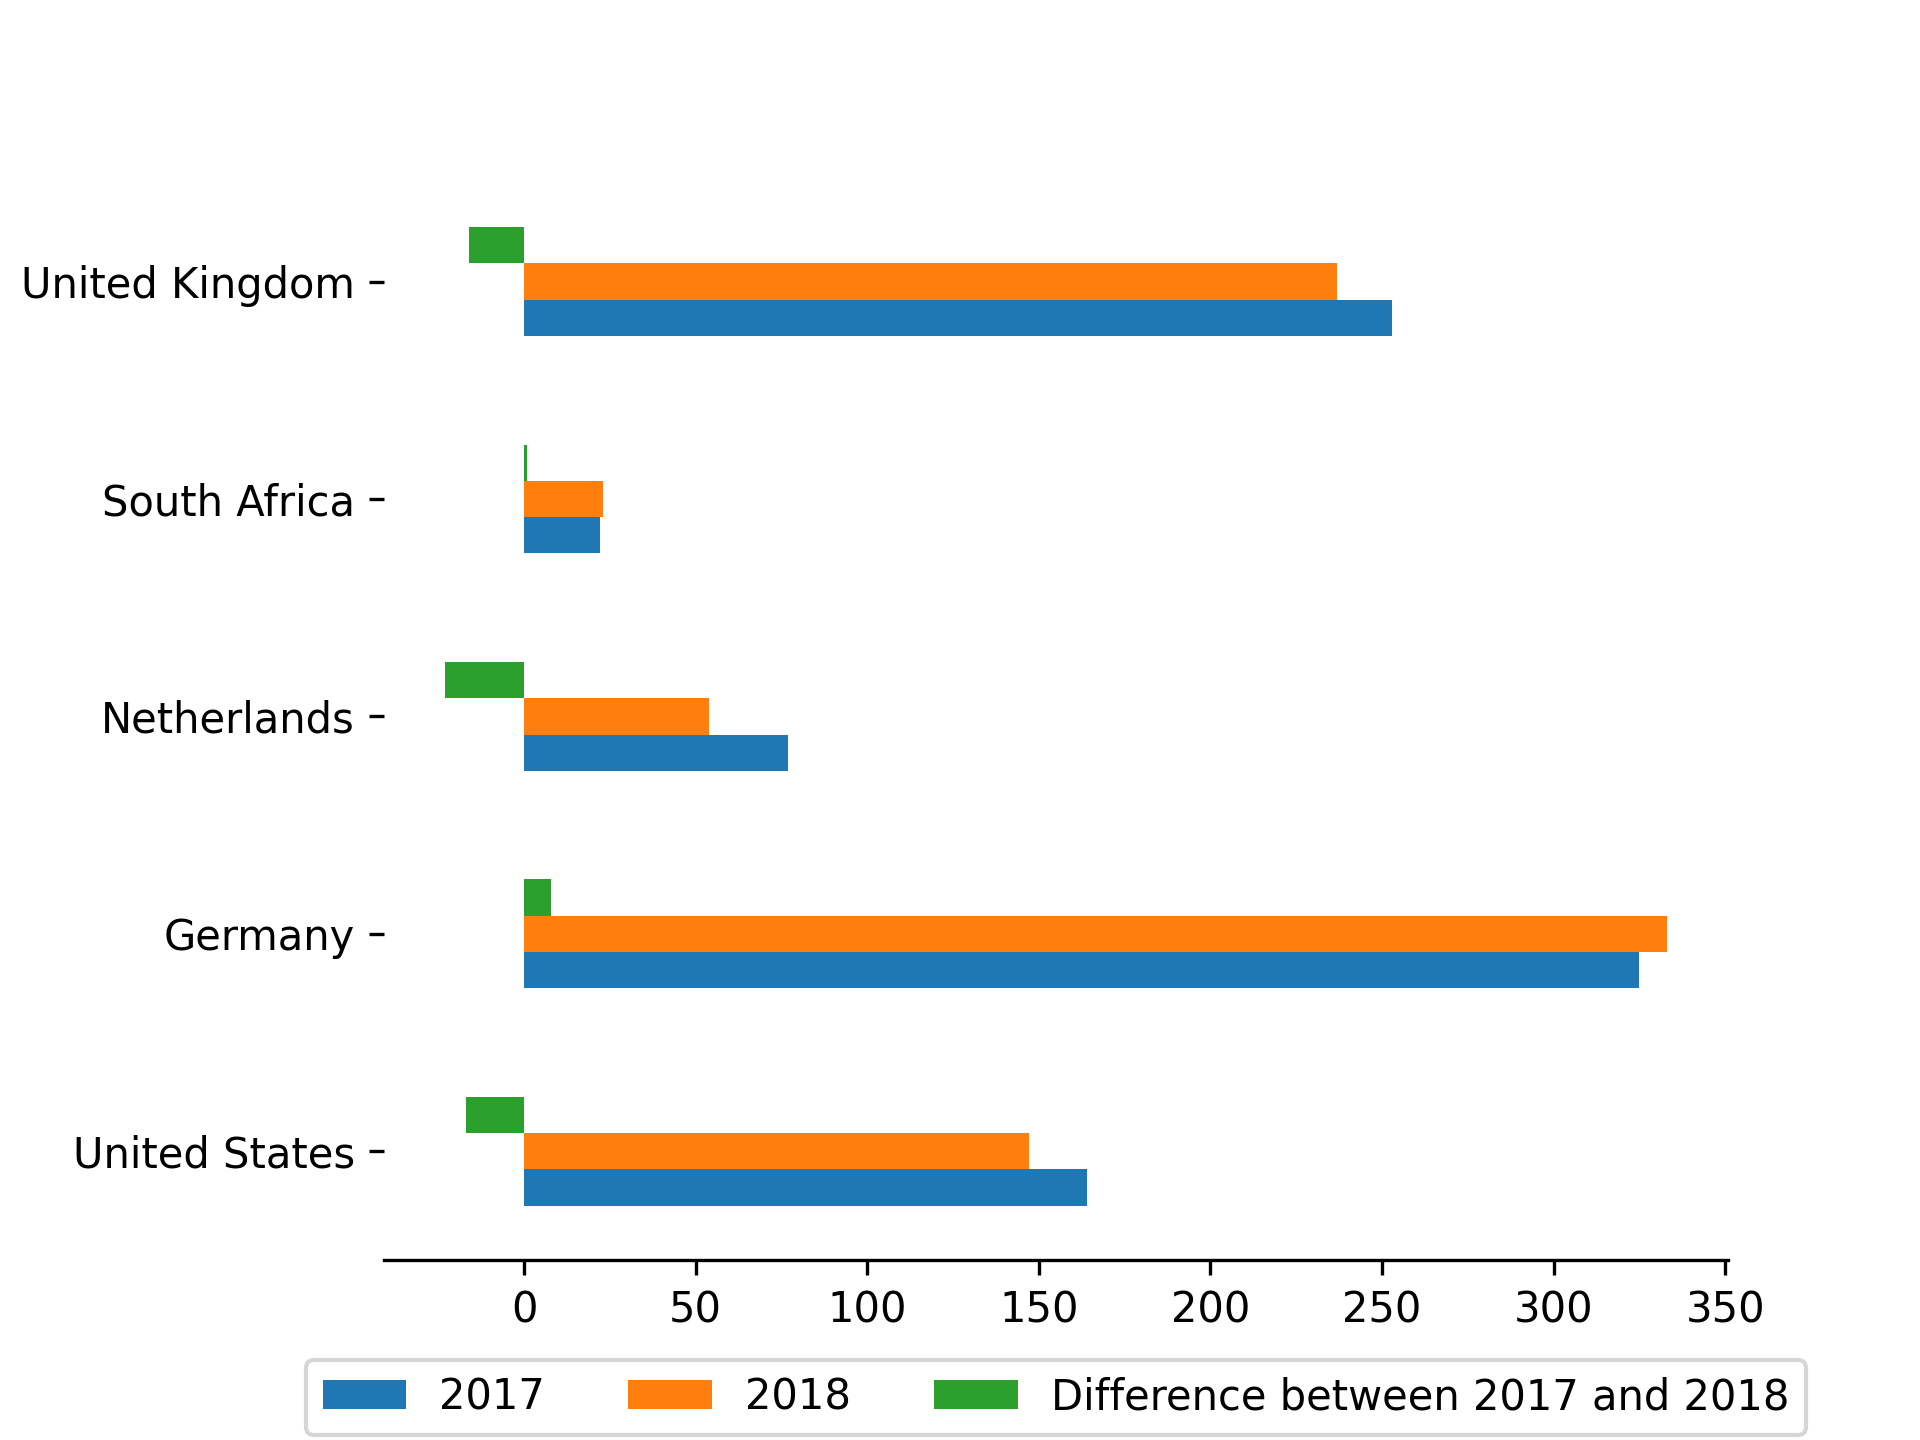 United Kingdom
South Africa
Netherlands
Germany
United States
0 50 100 150 200 250 300 350
2017 2018 Difference between 2017 and 2018